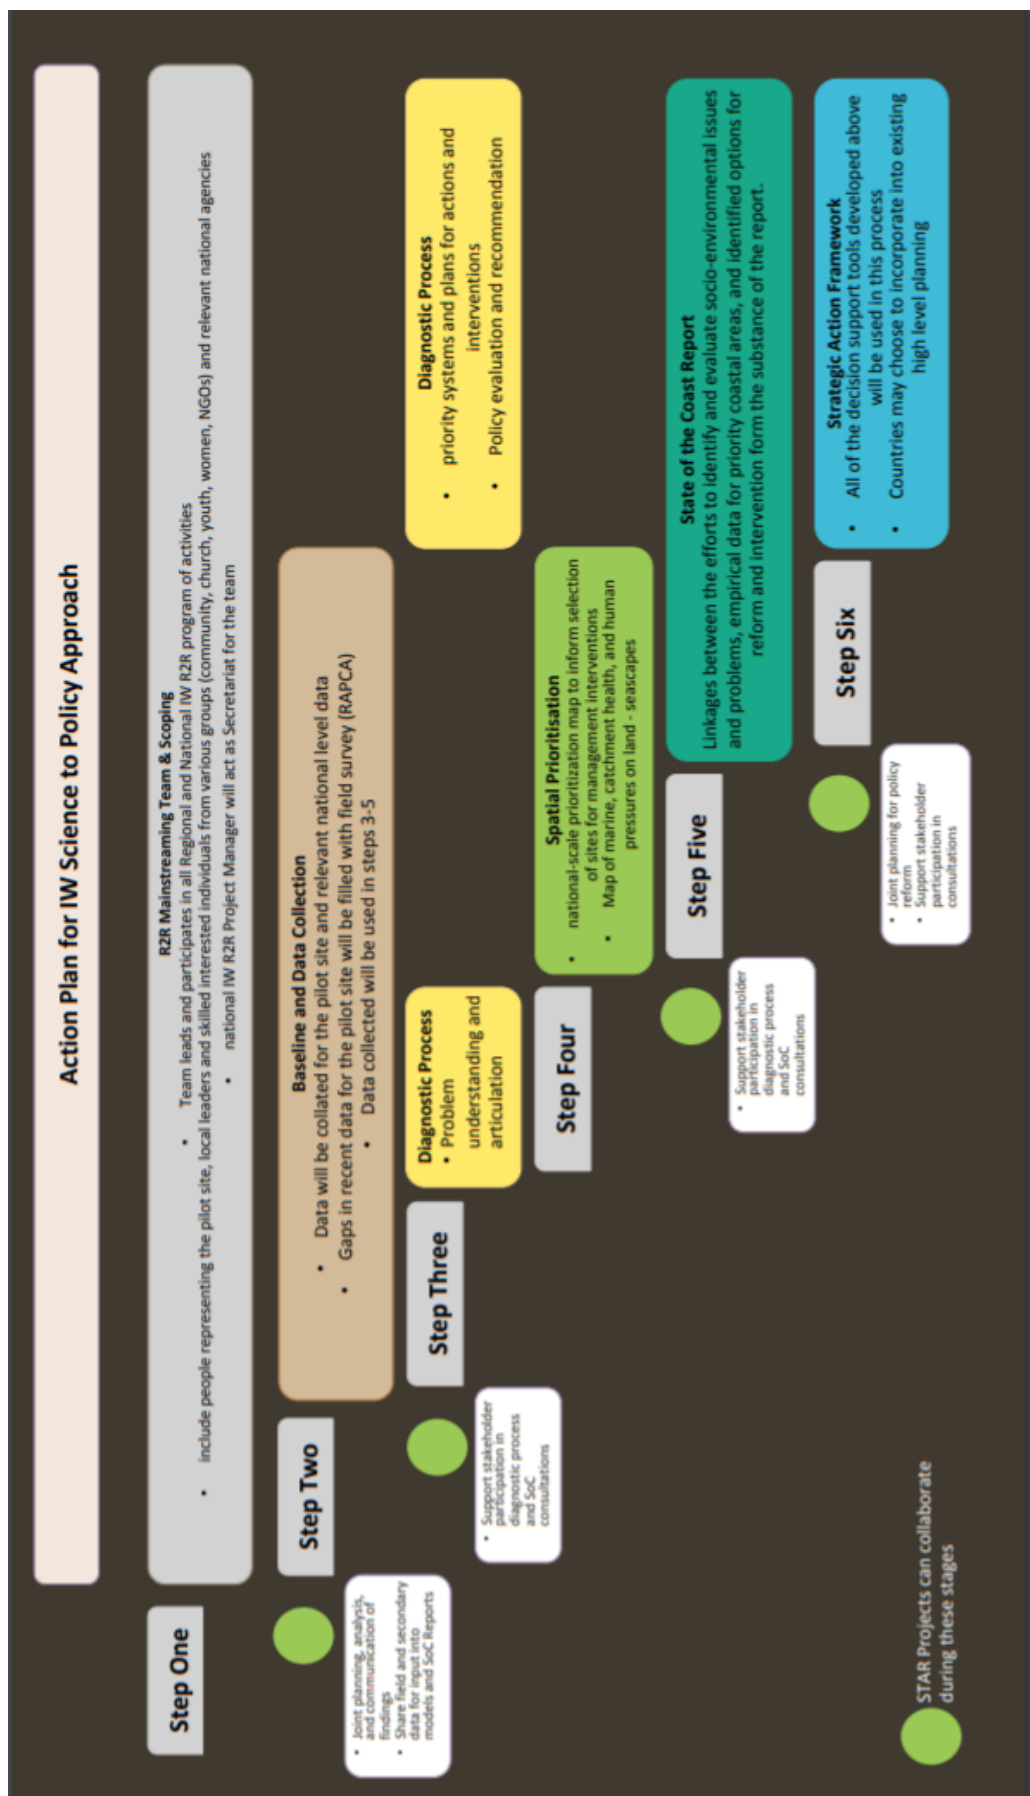 Action Plan for IW Science to Policy Approach
Step One
R2R Mainstreaming Team & Scoping
• Team leads and participates in all Regional and National IW R2R program of activities
• include people representing the pilot site, local leaders and skilled interested individuals from various groups (community, church, youth, women, NGOs) and relevant national agencies
• national IW R2R Project Manager will act as Secretariat for the team
Step Two
Baseline and Data Collection
• Data will be collated for the pilot site and relevant national level data
• Gaps in recent data for the pilot site will be filled with field survey (RAPCA)
• Data collected will be used in steps 3-5
• Joint planning, analysis,
and communication of
findings
• Share field and secondary
data for input into
models and SoC Reports
Step Three
Diagnostic Process
• Problem
understanding and
articulation
Diagnostic Process
• priority systems and plans for actions and
interventions
• Policy evaluation and recommendation
• Support stakeholder
participation in
diagnostic process
and SoC
consultations
Step Four
Spatial Prioritisation
• national-scale prioritization map to inform selection
of sites for management interventions
• Map of marine, catchment health, and human
pressures on land - seascapes
Step Five
State of the Coast Report
Linkages between the efforts to identify and evaluate socio-environmental issues
and problems, empirical data for priority coastal areas, and identified options for
reform and intervention form the substance of the report.
• Support stakeholder
participation in
diagnostic process
and SoC
consultations
Step Six
Strategic Action Framework
• All of the decision support tools developed above
will be used in this process
• Countries may choose to incorporate into existing
high level planning
• Joint planning for policy
reform
• Support stakeholder
participation in
consultations
STAR Projects can collaborate
during these stages